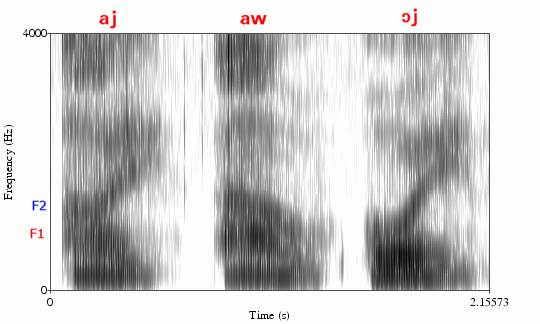 aj aw ɔj
4000
Frequency (Hz)
F2
F1
0
0 2.15573
Time (s)